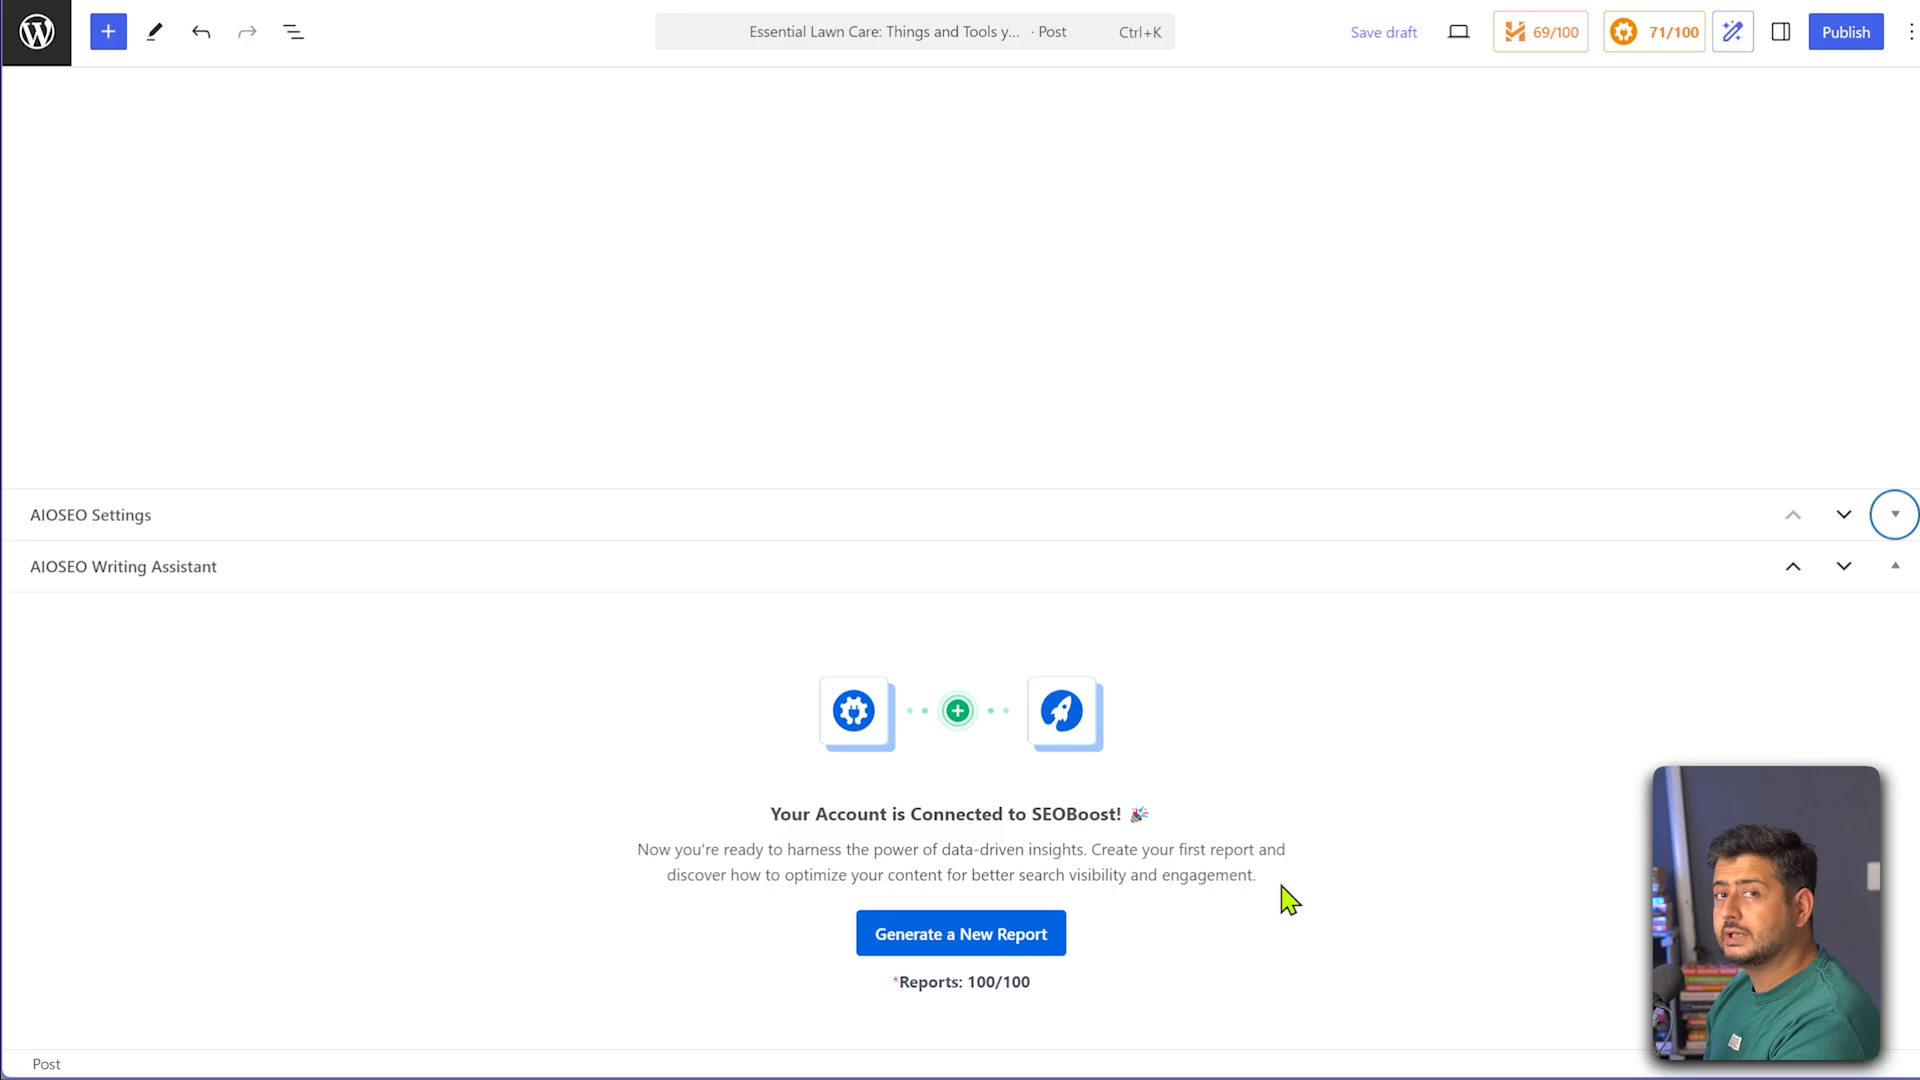 Essential Lawn Care: Things and Tools y... · Post Ctrl+K
Save draft
69/100
71/100
Publish
AIOSEO Settings
AIOSEO Writing Assistant
Your Account is Connected to SEOBoost! 🎉
Now you're ready to harness the power of data-driven insights. Create your first report and
discover how to optimize your content for better search visibility and engagement.
Generate a New Report
*Reports: 100/100
Post